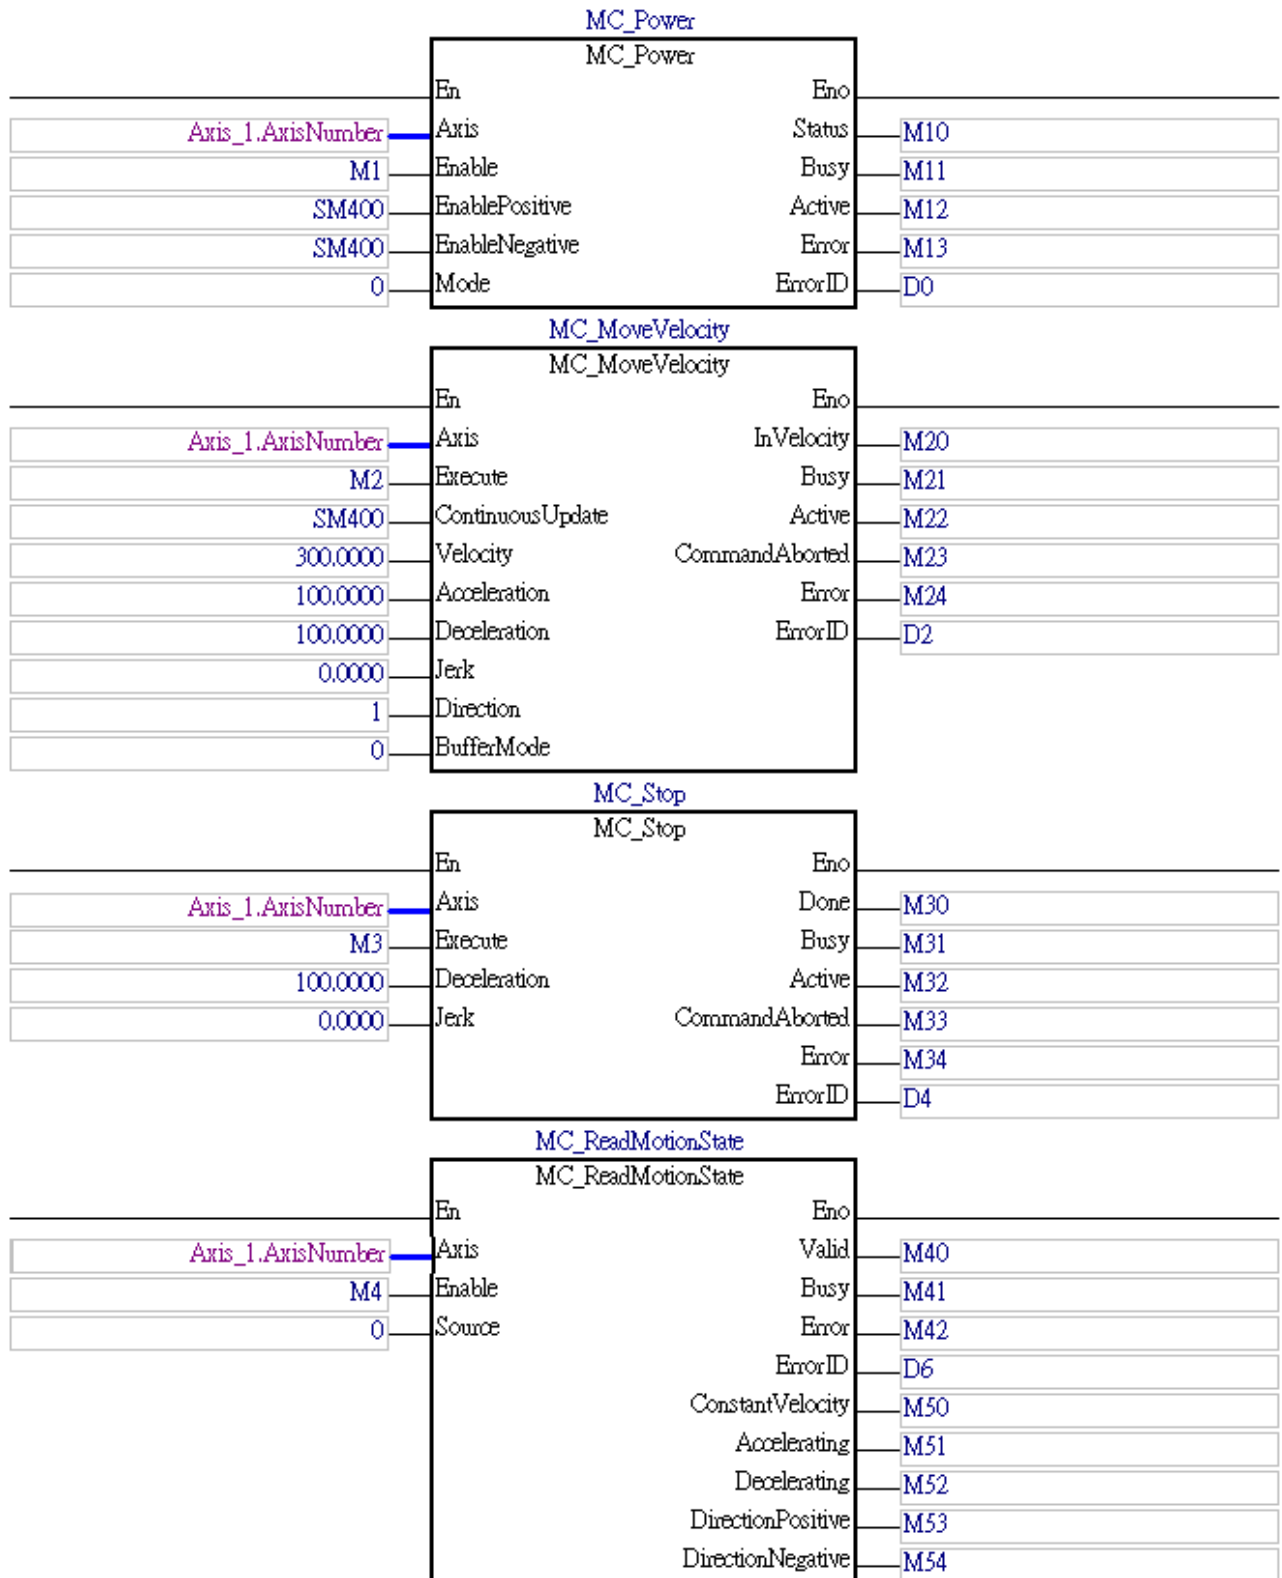 MC_Power
MC_Power
En Eno
Axis_1.AxisNumber Axis Status M10
M1 Enable Busy M11
SM400 EnablePositive Active M12
SM400 EnableNegative Error M13
0 Mode ErrorID D0
MC_MoveVelocity
MC_MoveVelocity
En Eno
Axis_1.AxisNumber Axis InVelocity M20
M2 Execute Busy M21
SM400 ContinuousUpdate Active M22
300.0000 Velocity CommandAborted M23
100.0000 Acceleration Error M24
100.0000 Deceleration ErrorID D2
0.0000 Jerk
1 Direction
0 BufferMode
MC_Stop
MC_Stop
En Eno
Axis_1.AxisNumber Axis Done M30
M3 Execute Busy M31
100.0000 Deceleration Active M32
0.0000 Jerk CommandAborted M33
Error M34
ErrorID D4
MC_ReadMotionState
MC_ReadMotionState
En Eno
Axis_1.AxisNumber Axis Valid M40
M4 Enable Busy M41
0 Source Error M42
ErrorID D6
ConstantVelocity M50
Accelerating M51
Decelerating M52
DirectionPositive M53
DirectionNegative M54